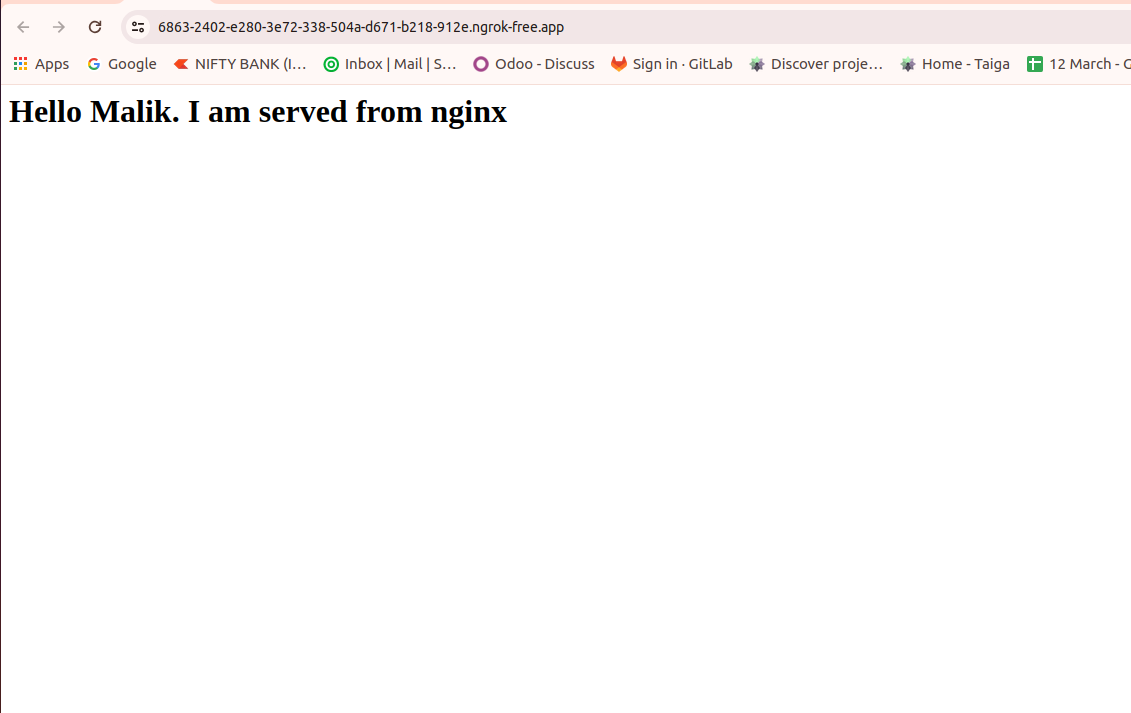 6863-2402-e280-3e72-338-504a-d671-b218-912e.ngrok-free.app
Apps Google NIFTY BANK (I... Inbox | Mail | S... Odoo - Discuss Sign in · GitLab Discover proje... Home - Taiga 12 March - G
Hello Malik. I am served from nginx